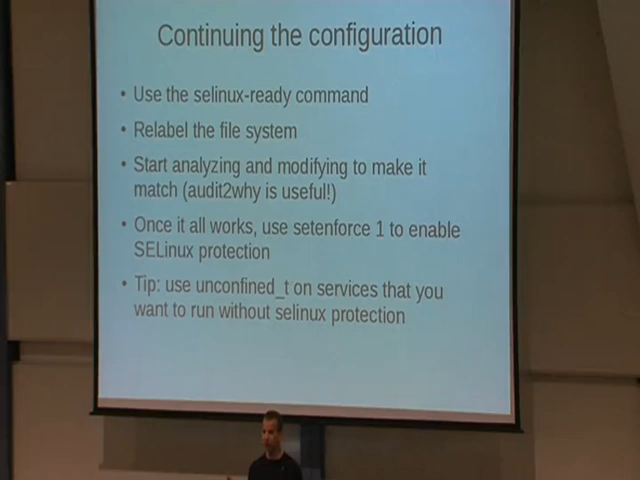 Continuing the configuration
• Use the selinux-ready command
• Relabel the file system
• Start analyzing and modifying to make it
match (audit2why is useful!)
• Once it all works, use setenforce 1 to enable
SELinux protection
• Tip: use unconfined_t on services that you
want to run without selinux protection